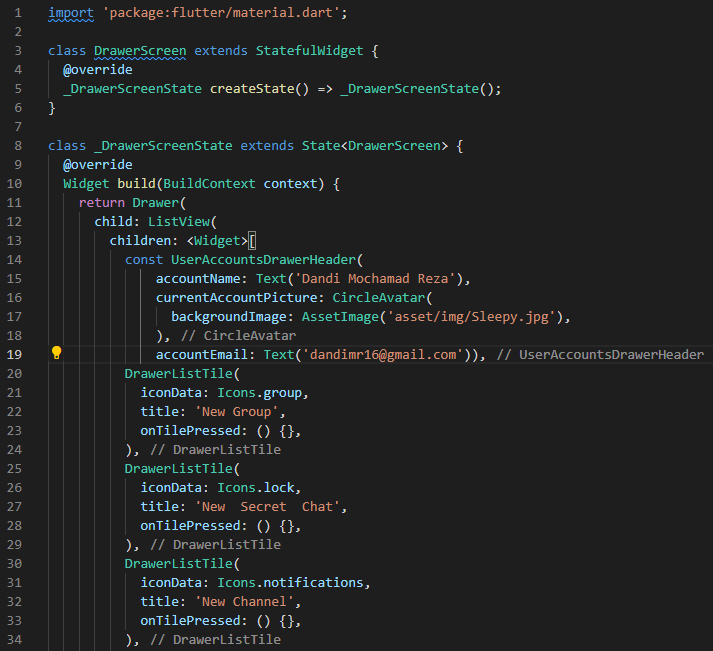 1 import 'package:flutter/material.dart';
2
3 class DrawerScreen extends StatefulWidget {
4   @override
5   _DrawerScreenState createState() => _DrawerScreenState();
6 }
7
8 class _DrawerScreenState extends State<DrawerScreen> {
9   @override
10   Widget build(BuildContext context) {
11     return Drawer(
12       child: ListView(
13         children: <Widget>[
14           const UserAccountsDrawerHeader(
15               accountName: Text('Dandi Mochamad Reza'),
16               currentAccountPicture: CircleAvatar(
17                 backgroundImage: AssetImage('asset/img/Sleepy.jpg'),
18               ), // CircleAvatar
19               accountEmail: Text('dandimr16@gmail.com')), // UserAccountsDrawerHeader
20           DrawerListTile(
21             iconData: Icons.group,
22             title: 'New Group',
23             onTilePressed: () {},
24           ), // DrawerListTile
25           DrawerListTile(
26             iconData: Icons.lock,
27             title: 'New  Secret  Chat',
28             onTilePressed: () {},
29           ), // DrawerListTile
30           DrawerListTile(
31             iconData: Icons.notifications,
32             title: 'New Channel',
33             onTilePressed: () {},
34           ), // DrawerListTile